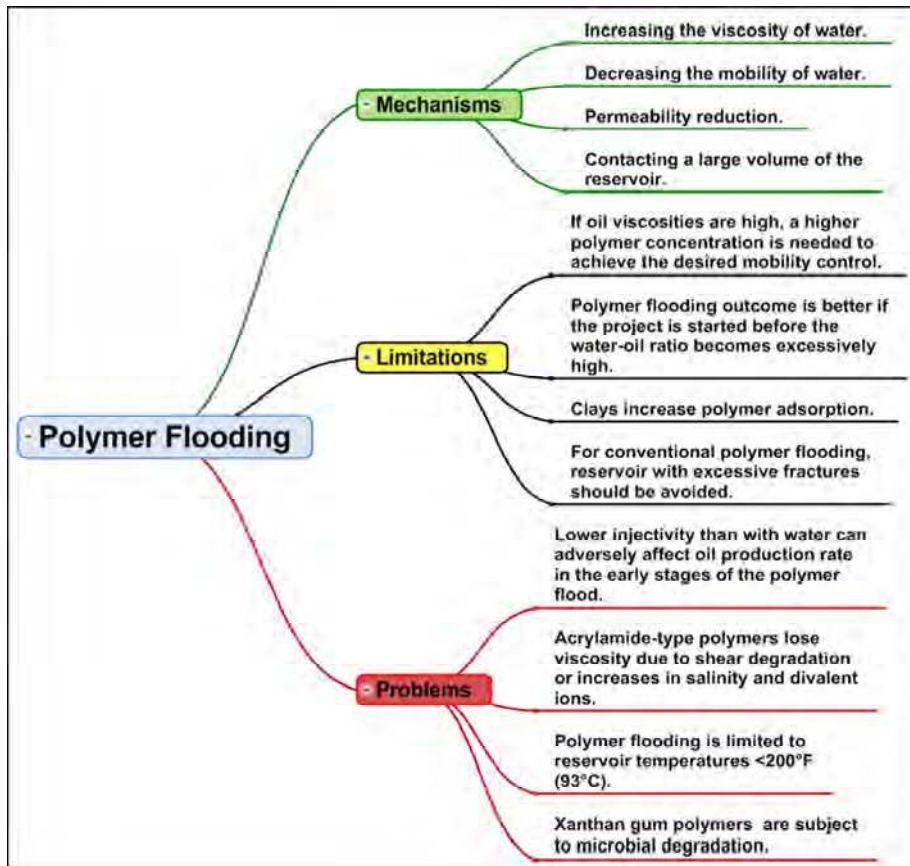 Increasing the viscosity of water.
Mechanisms
Decreasing the mobility of water.
Permeability reduction.
Contacting a large volume of the
reservoir.
If oil viscosities are high, a higher
polymer concentration is needed to
achieve the desired mobility control.
Polymer flooding outcome is better if
the project is started before the
water-oil ratio becomes excessively
high.
Limitations
Clays increase polymer adsorption.
Polymer Flooding
For conventional polymer flooding,
reservoir with excessive fractures
should be avoided.
Lower injectivity than with water can
adversely affect oil production rate
in the early stages of the polymer
flood.
Acrylamide-type polymers lose
viscosity due to shear degradation
or increases in salinity and divalent
ions.
Problems
Polymer flooding is limited to
reservoir temperatures <200°F
(93°C).
Xanthan gum polymers are subject
to microbial degradation.